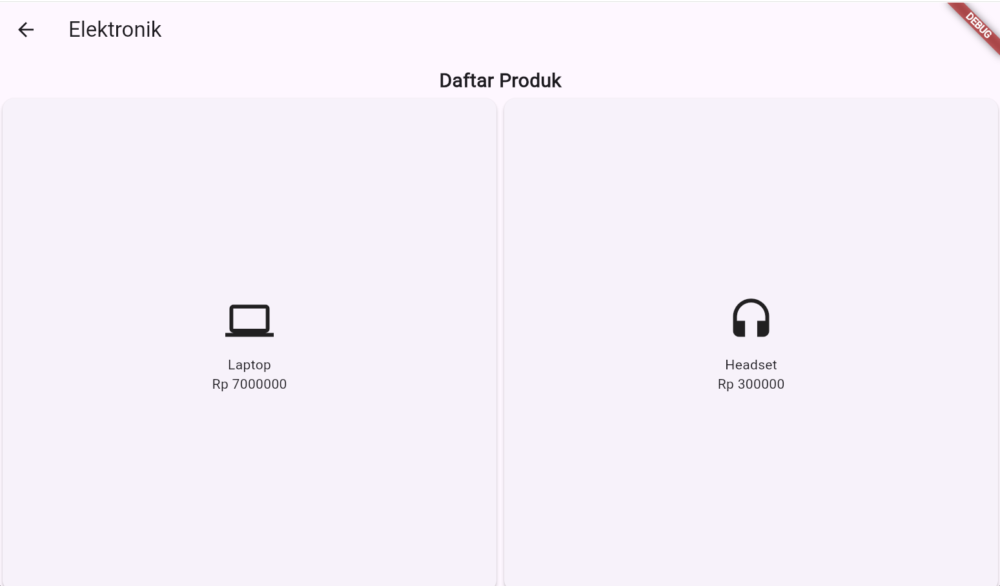 Elektronik
DEBUG
Daftar Produk
Laptop
Rp 7000000
Headset
Rp 300000